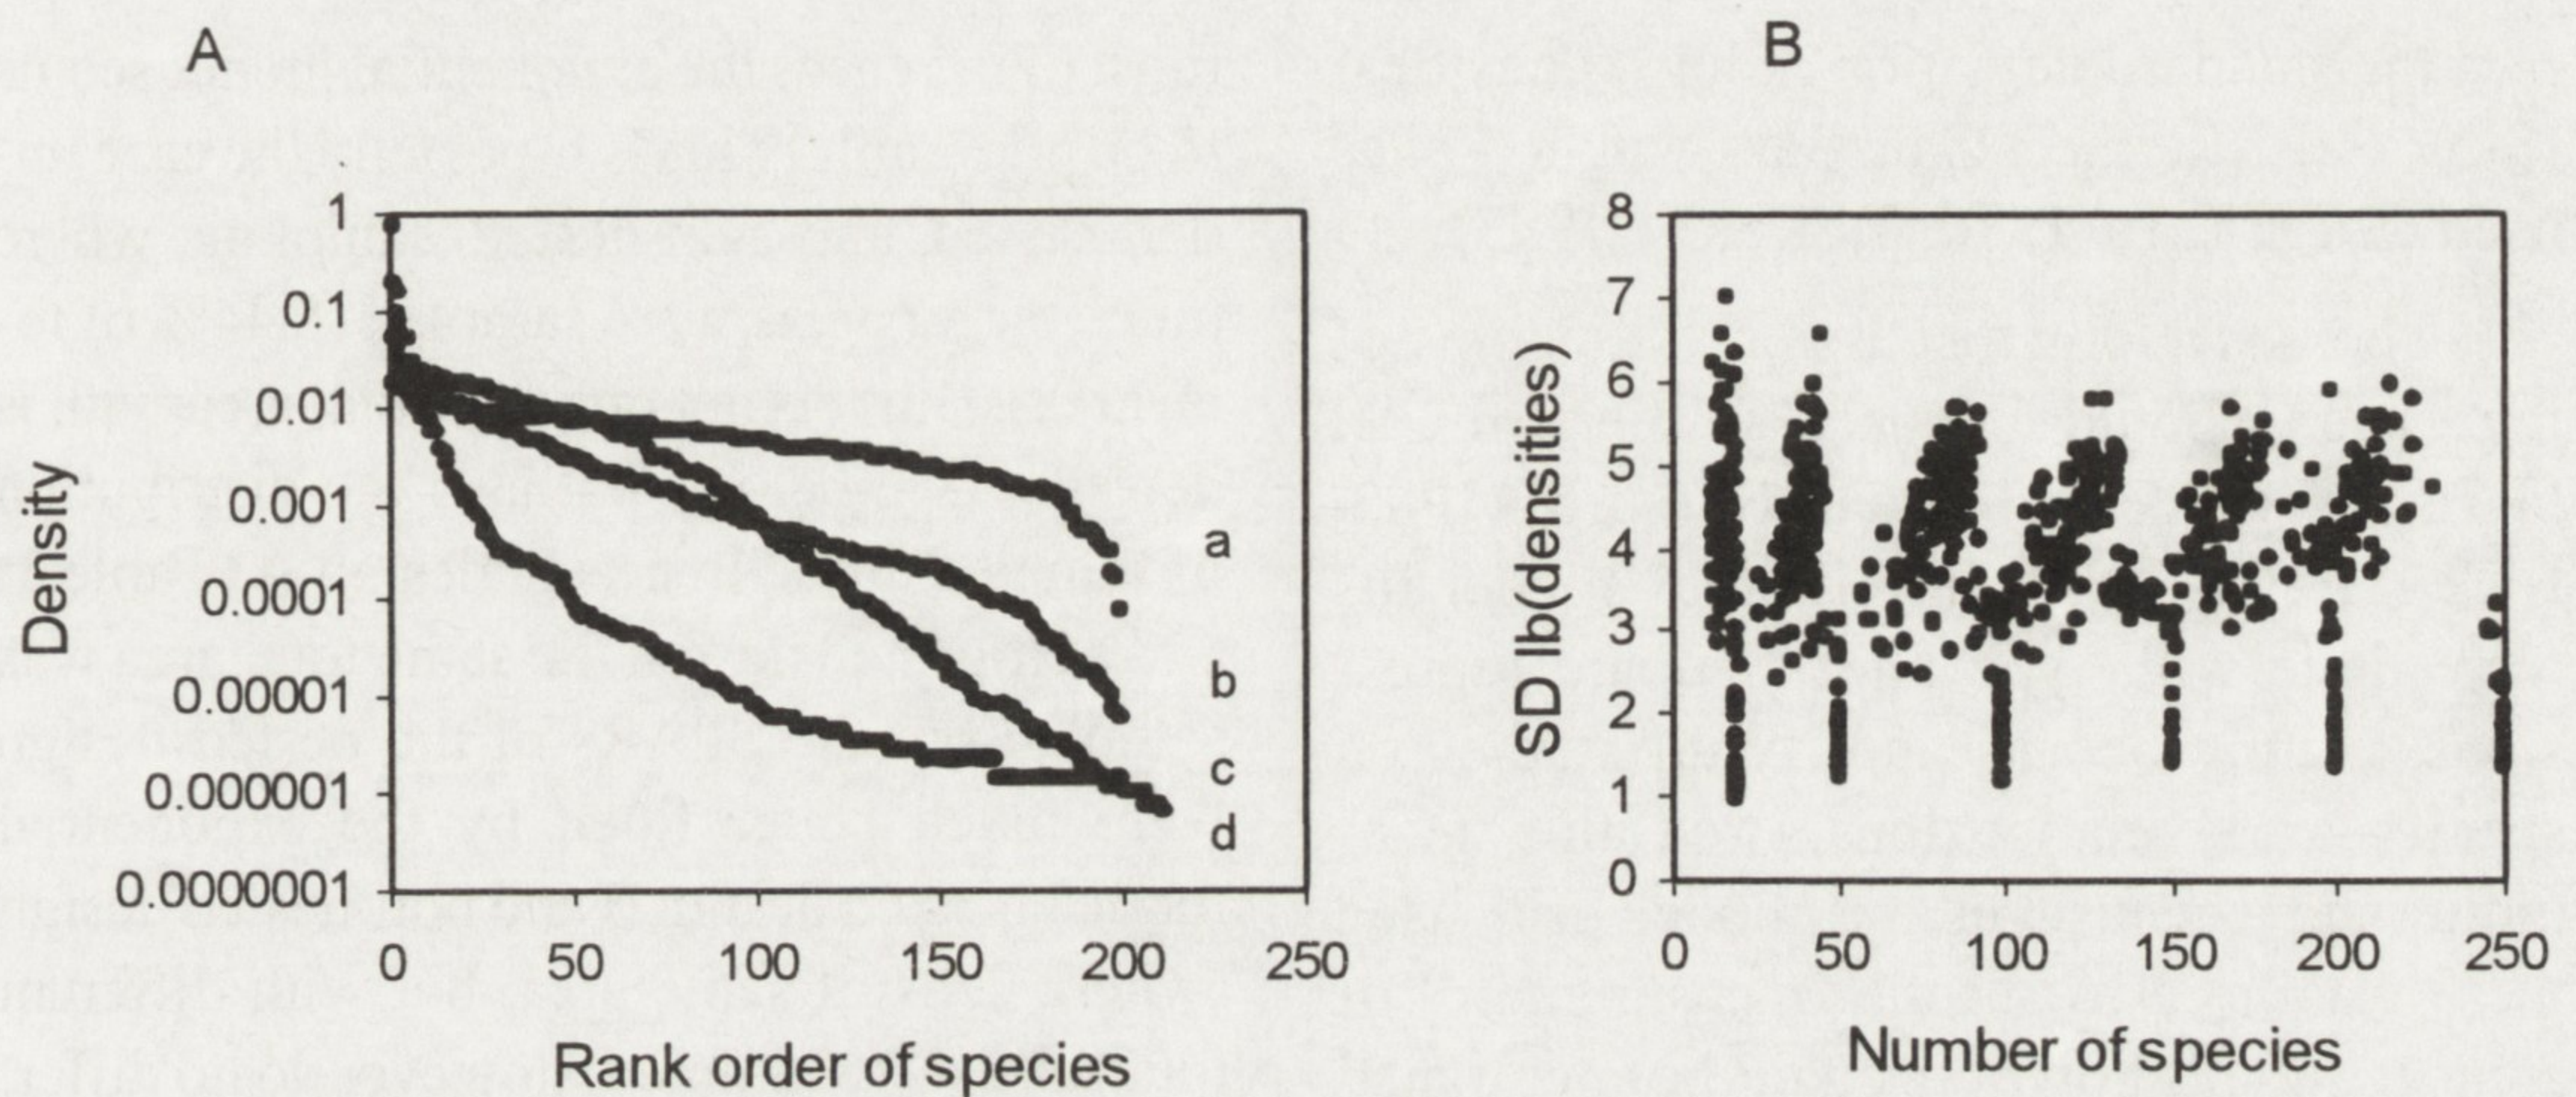 A
B
1
0.1
0.01
0.001
0.0001
0.00001
0.000001
0.0000001
Density
a
b
c
d
0 50 100 150 200 250
Rank order of species
8
7
6
5
4
3
2
1
0
SD lb(densities)
0 50 100 150 200 250
Number of species